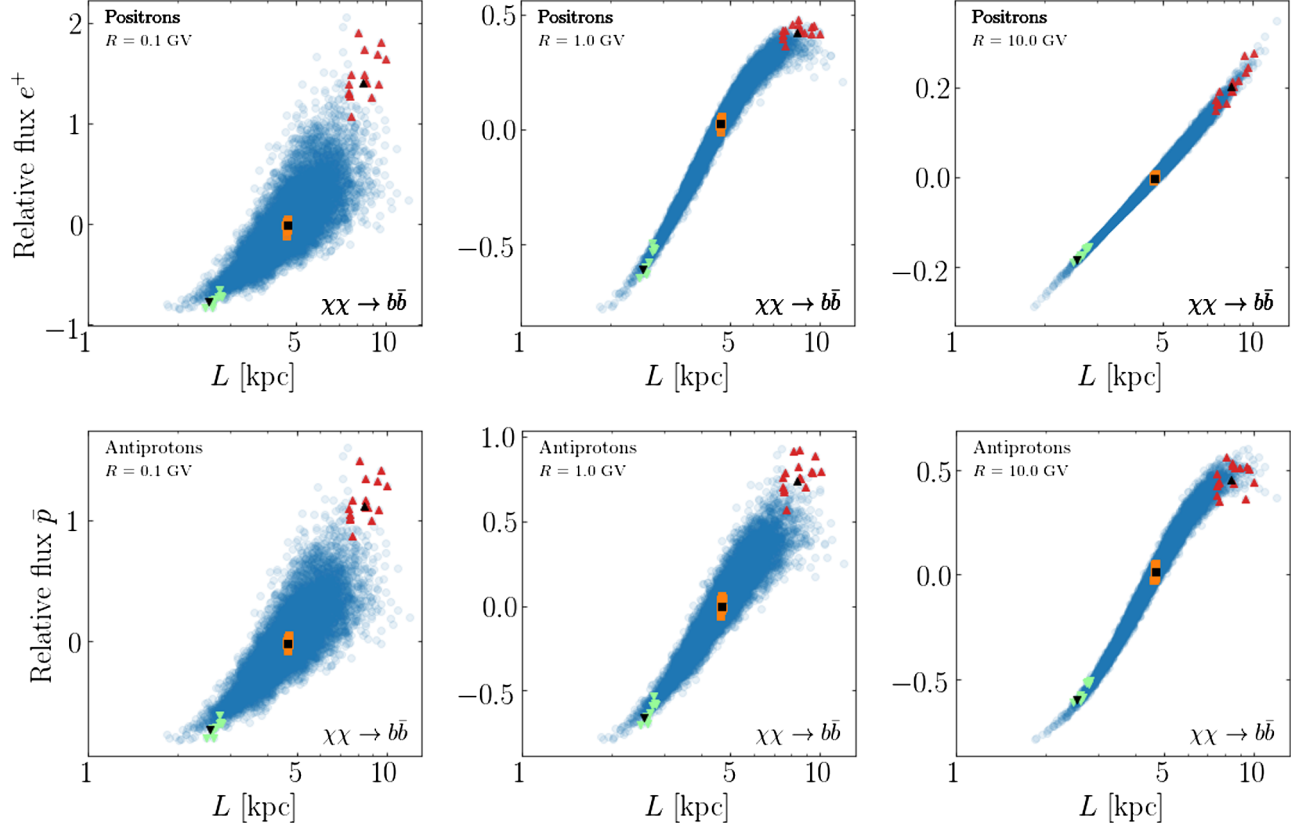 Relative flux e⁺
2
1
0
−1
Positrons
R = 0.1 GV
χχ → bb̄
1 5 10
L [kpc]
0.5
0.0
−0.5
Positrons
R = 1.0 GV
χχ → bb̄
1 5 10
L [kpc]
0.2
0.0
−0.2
Positrons
R = 10.0 GV
χχ → bb̄
1 5 10
L [kpc]
Relative flux p̄
1
0
Antiprotons
R = 0.1 GV
χχ → bb̄
1 5 10
L [kpc]
1.0
0.5
0.0
−0.5
Antiprotons
R = 1.0 GV
χχ → bb̄
1 5 10
L [kpc]
0.5
0.0
−0.5
Antiprotons
R = 10.0 GV
χχ → bb̄
1 5 10
L [kpc]